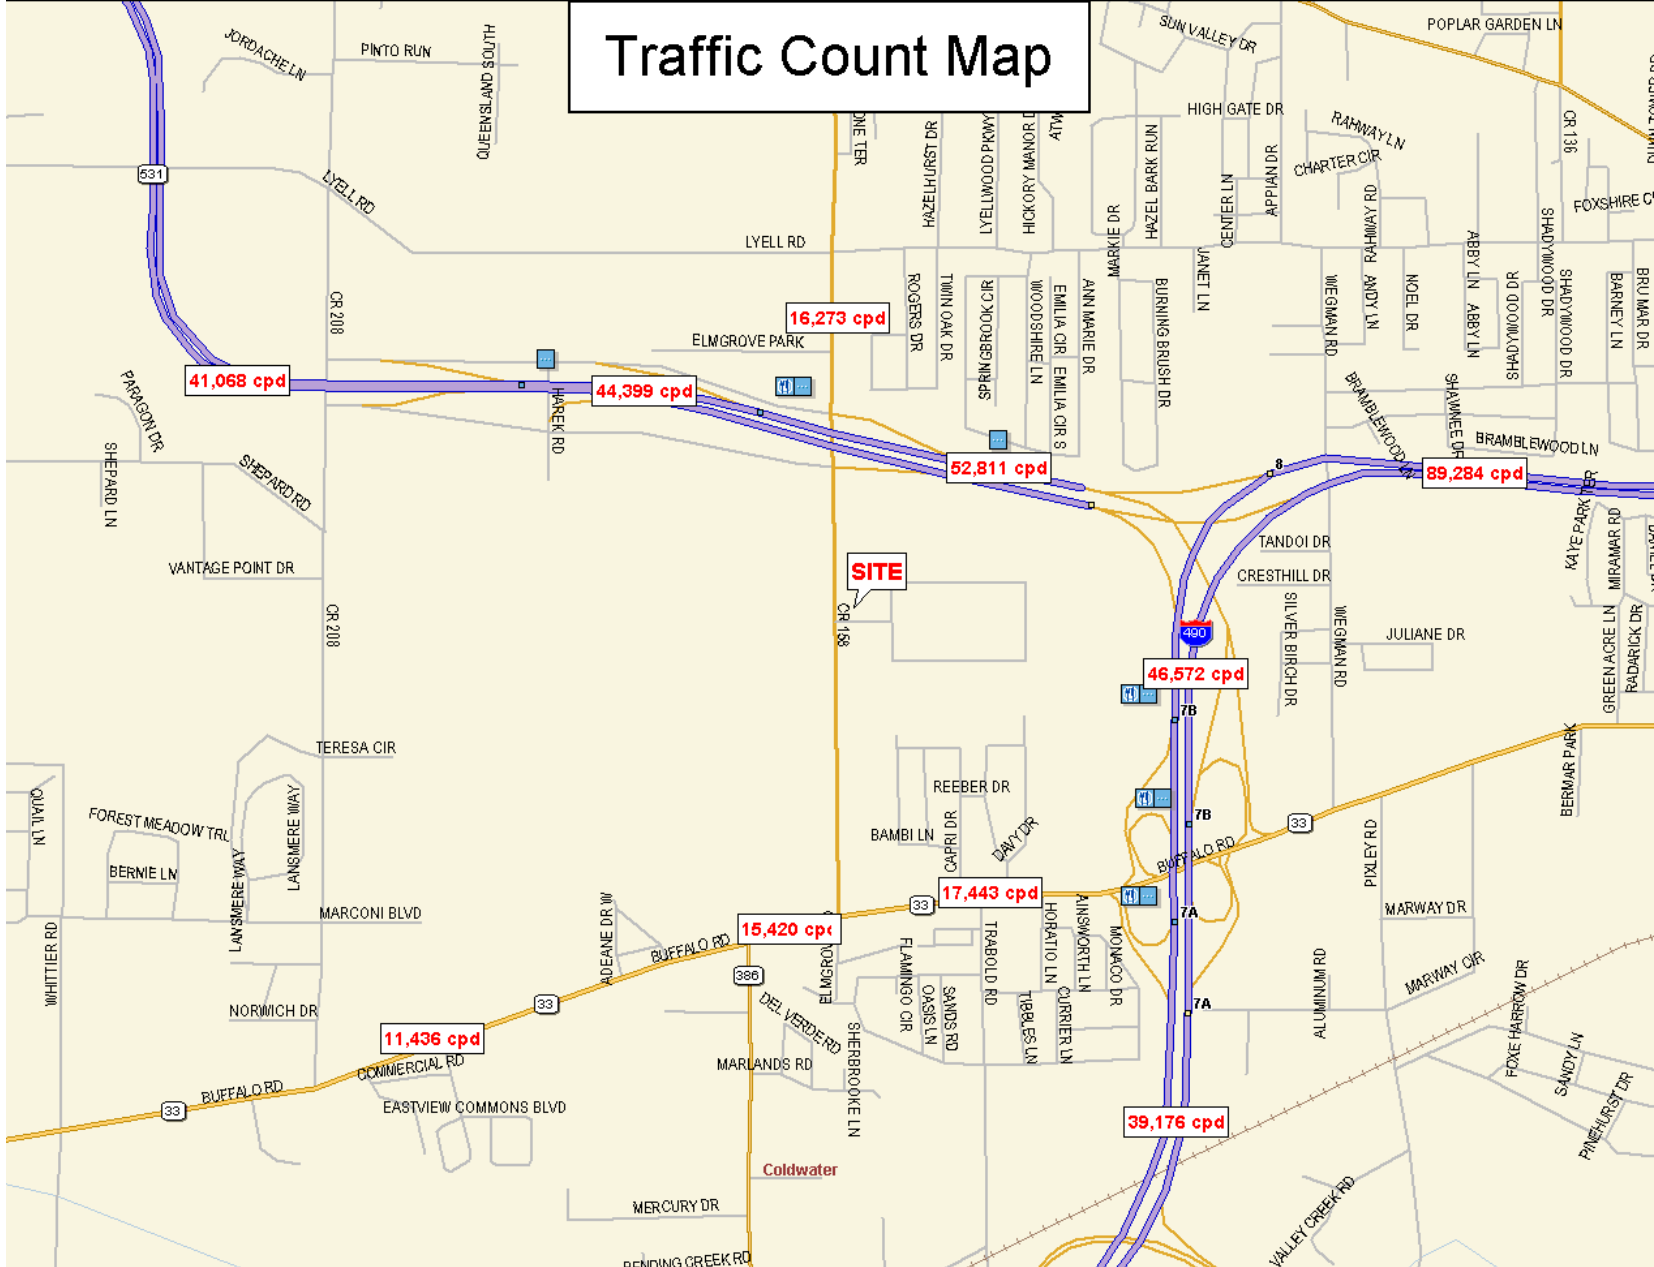 Traffic Count Map
JORDACHE LN
PINTO RUN
QUEENSLAND SOUTH
SUN VALLEY DR
POPLAR GARDEN LN
HIGH GATE DR
RAHWAY LN
CHARTER CIR
CR 136
FOXSHIRE
HAZELHURST DR
LYELLWOOD PKWY
HICKORY MANOR
HAZEL BARK RUN
CENTER LN
APPIAN DR
RAHWAY RD
MARKIE DR
531
LYELL RD
LYELL RD
CR 208
16,273 cpd
ELMGROVE PARK
ROGERS DR
TWIN OAK DR
SPRINGBROOK CIR
WOODSHIRE LN
EMILIA CIR
EMILIA CIR S
ANN MARIE DR
BURNING BRUSH DR
JANET LN
WEGMAN RD
ANDY LN
NOEL DR
ABBY LN
ABBY LN
SHADYWOOD DR
SHADYWOOD DR
SHADYWOOD DR
BARNEY LN
BRU MAR DR
41,068 cpd
44,399 cpd
HAREK RD
PARAGON DR
SHEPARD LN
SHEPARD RD
52,811 cpd
8
BRAMBLEWOOD LN
SHAWNEE DR
BRAMBLEWOOD LN
89,284 cpd
KAYE PARK TER
MIRAMAR RD
VANTAGE POINT DR
SITE
TANDOI DR
CRESTHILL DR
CR 208
CR 158
490
SILVER BIRCH DR
WEGMAN RD
JULIANE DR
GREEN ACRE LN
RADARICK DR
46,572 cpd
7B
TERESA CIR
BERMAR PARK
QUAIL LN
FOREST MEADOW TRL
LANSMERE WAY
LANSMERE WAY
BERNIE LN
REEBER DR
BAMBI LN
CAPRI DR
DAVY DR
7B
33
BUFFALO RD
PIXLEY RD
MARCONI BLVD
ADEANE DR W
17,443 cpd
33
15,420 cp
7A
MARWAY DR
WHITTIER RD
BUFFALO RD
386
FLAMINGO CIR
OASIS LN
SANDS RD
TRABOLD RD
HORATIO LN
AINSWORTH LN
MONACO DR
TIBBLES LN
CURRIER LN
ALUMINUM RD
MARWAY CIR
NORWICH DR
33
DEL VERDE RD
7A
FOXE HARROW DR
SANDY LN
PINEHURST DR
11,436 cpd
COMMERCIAL RD
MARLANDS RD
SHERBROOKE LN
BUFFALO RD
33
EASTVIEW COMMONS BLVD
39,176 cpd
Coldwater
MERCURY DR
VALLEY CREEK RD
BENDING CREEK RD